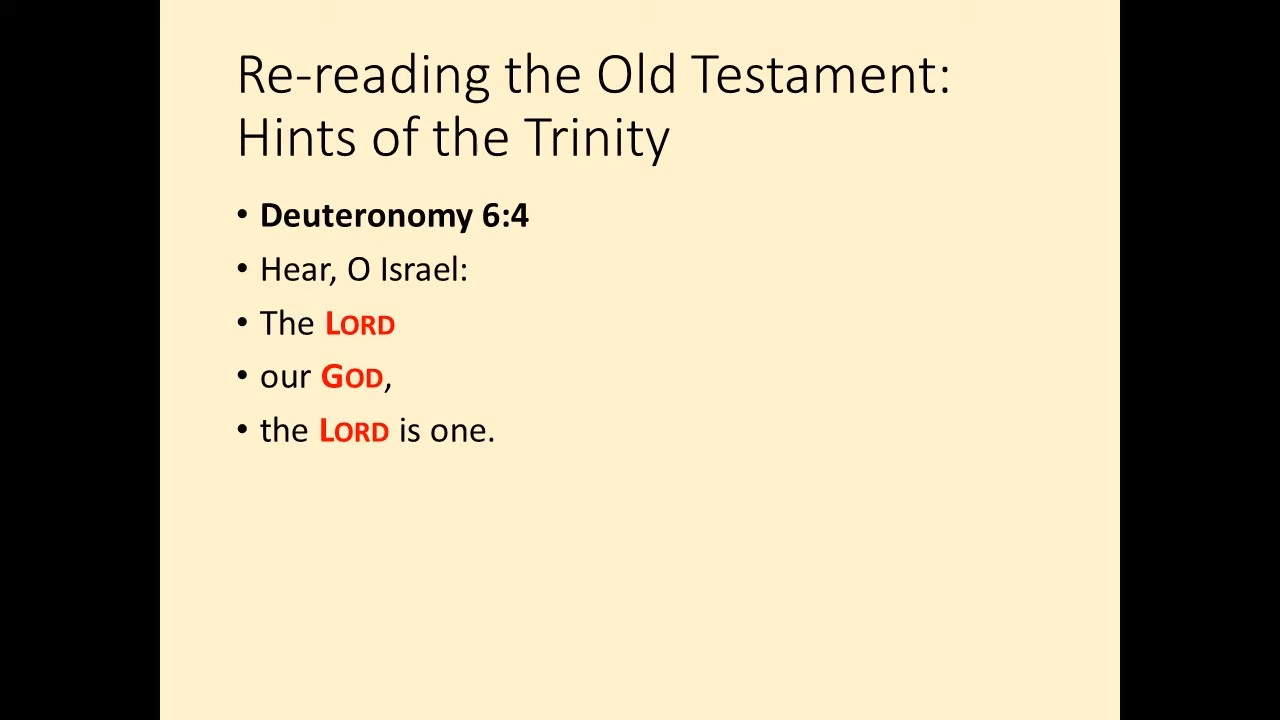 Re-reading the Old Testament:
Hints of the Trinity
• Deuteronomy 6:4
• Hear, O Israel:
• The LORD
• our GOD,
• the LORD is one.